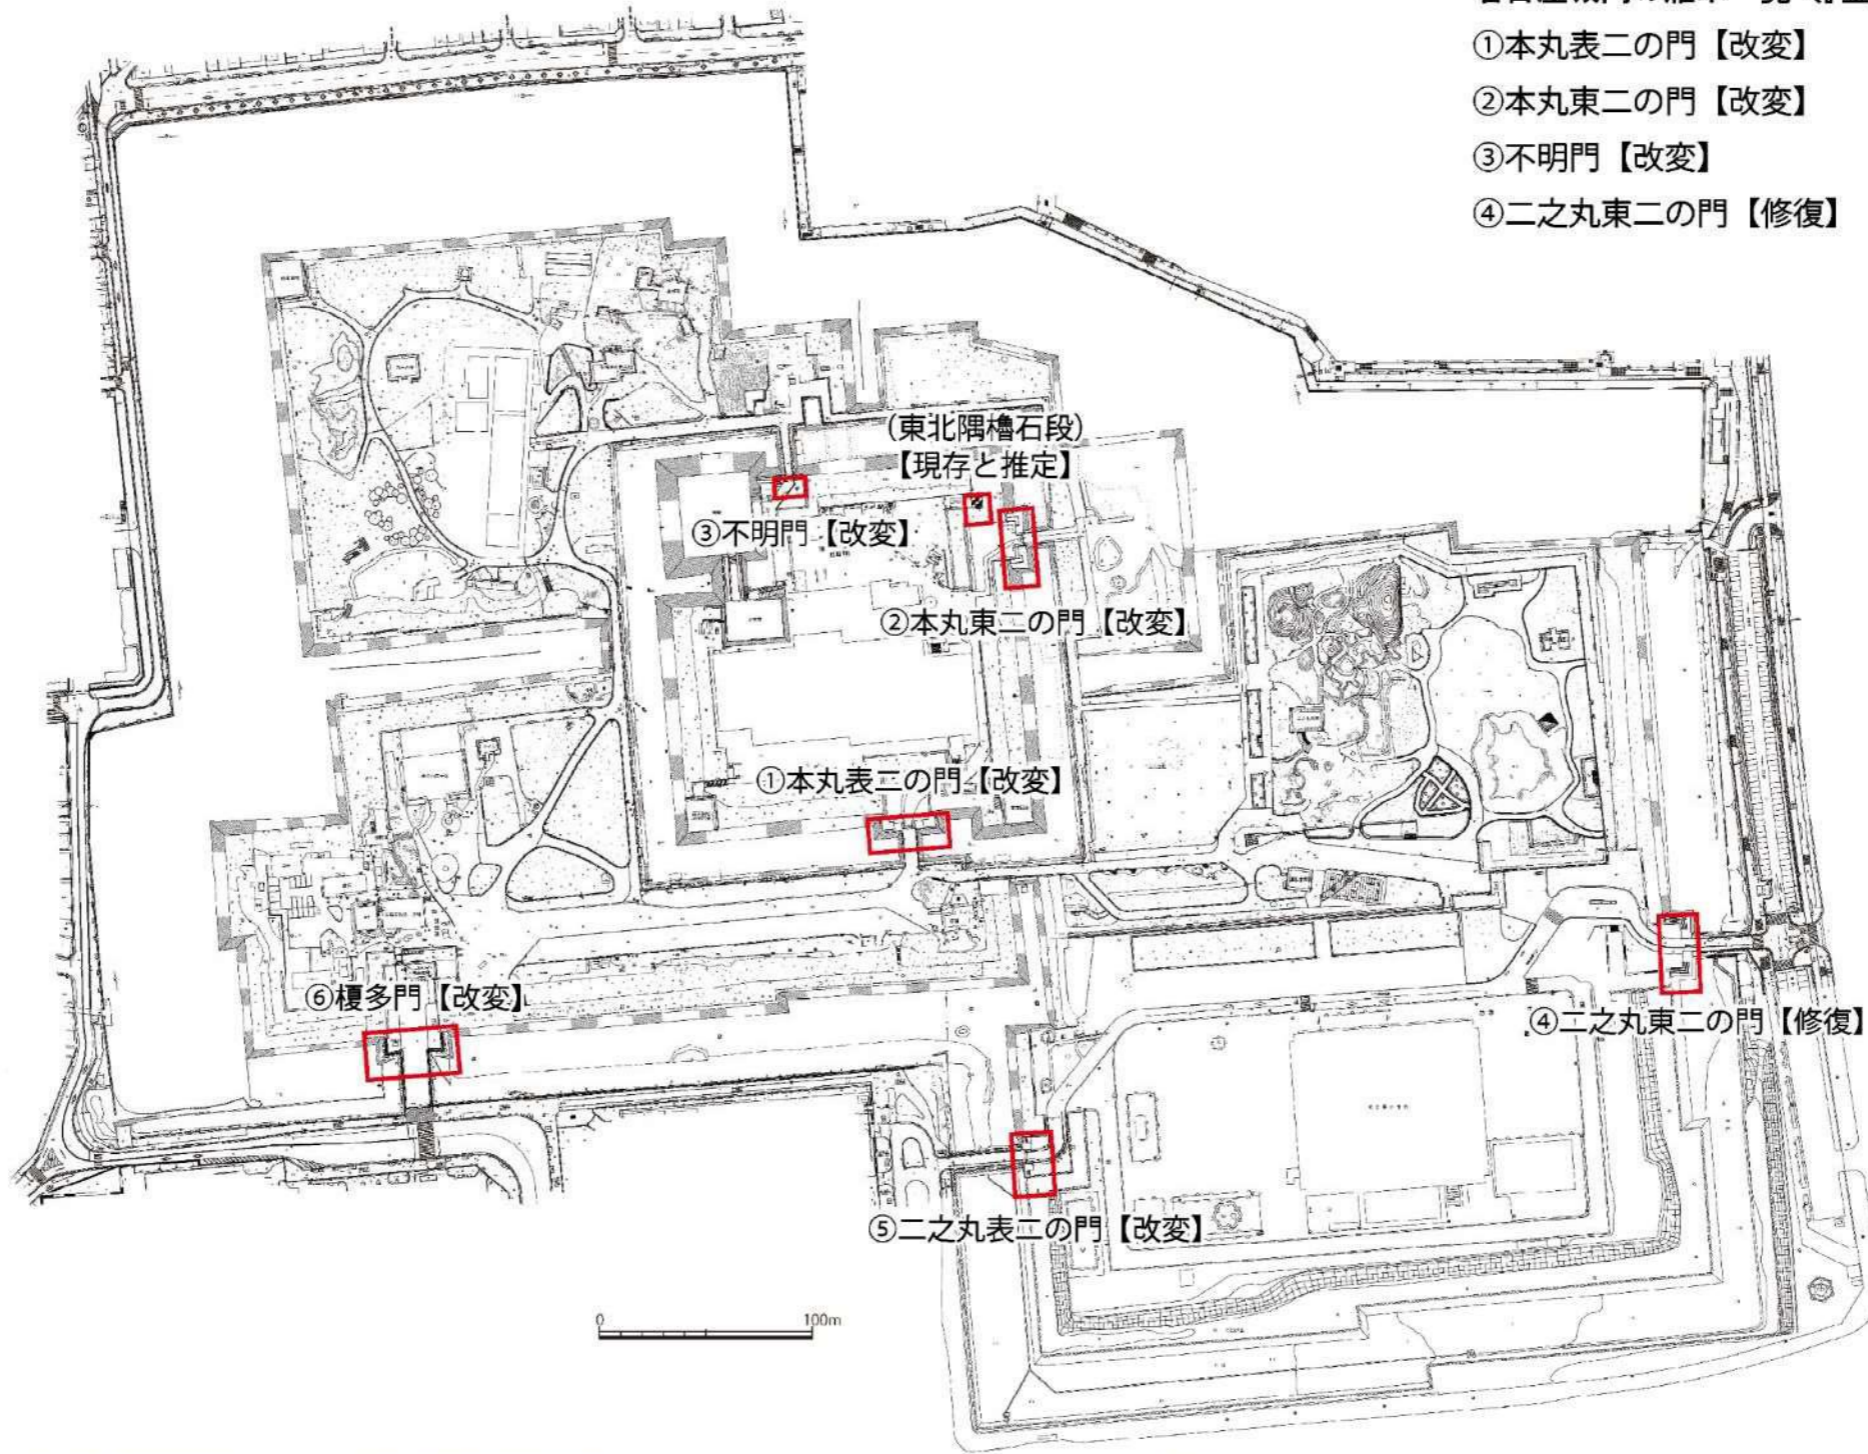 ①本丸表二の門【改変】
②本丸東二の門【改変】
③不明門【改変】
④二之丸東二の門【修復】
(東北隅櫓石段)
【現存と推定】
③不明門【改変】
②本丸東二の門【改変】
①本丸表二の門【改変】
⑥榎多門【改変】
④二之丸東二の門【修復】
⑤二之丸表二の門【改変】
0 100m